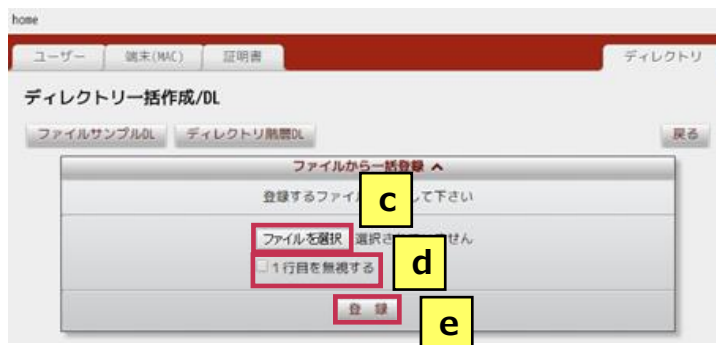 home
ユーザー 端末(MAC) 証明書 ディレクトリ
ディレクトリ一括作成/DL
ファイルサンプルDL ディレクトリ階層DL 戻る
ファイルから一括登録 ^
登録するファイ して下さい
c
ファイルを選択 選択さ せん
d
1行目を無視する
登 録
e